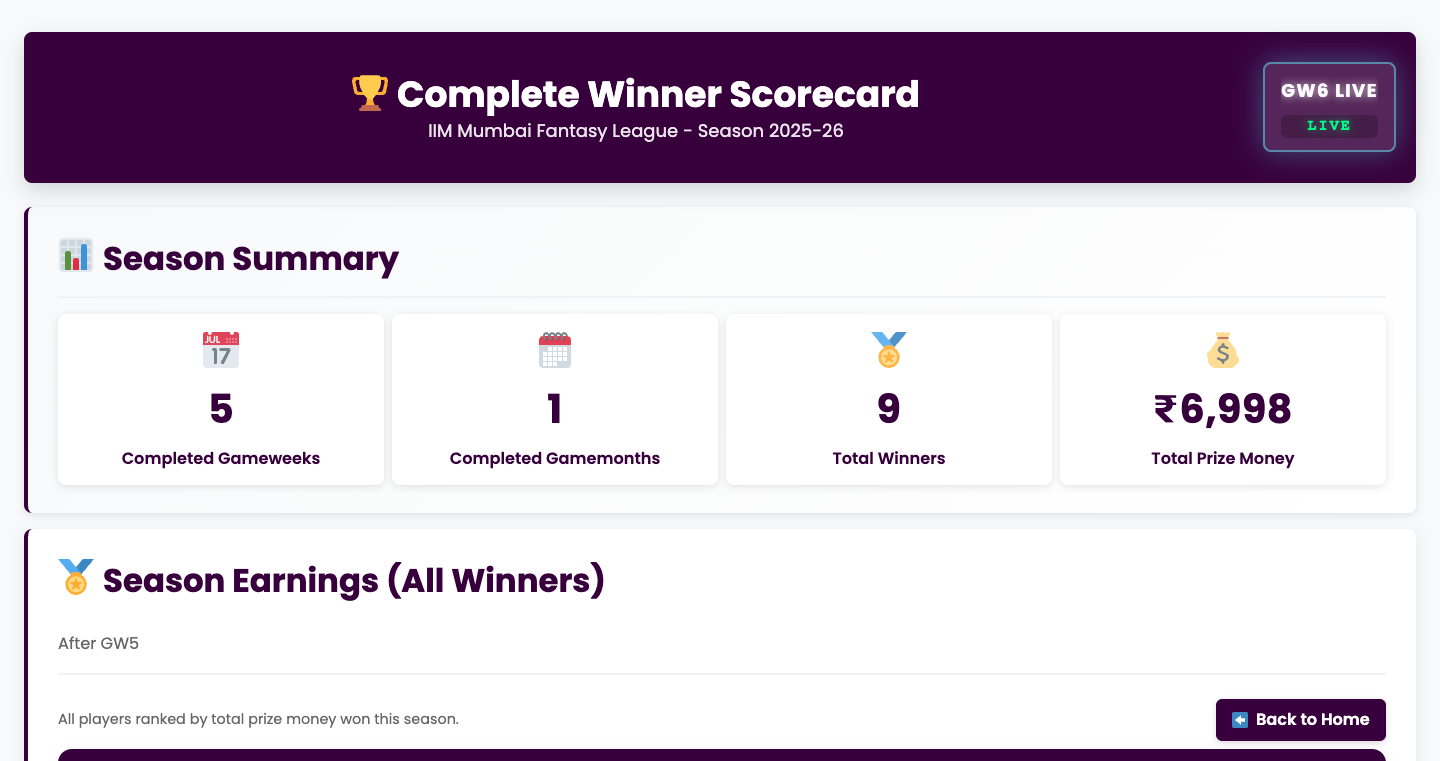 Complete Winner Scorecard
IIM Mumbai Fantasy League - Season 2025-26
GW6 LIVE
LIVE
Season Summary
JUL
17
5
Completed Gameweeks
1
Completed Gamemonths
9
Total Winners
$
₹6,998
Total Prize Money
Season Earnings (All Winners)
After GW5
All players ranked by total prize money won this season.
Back to Home